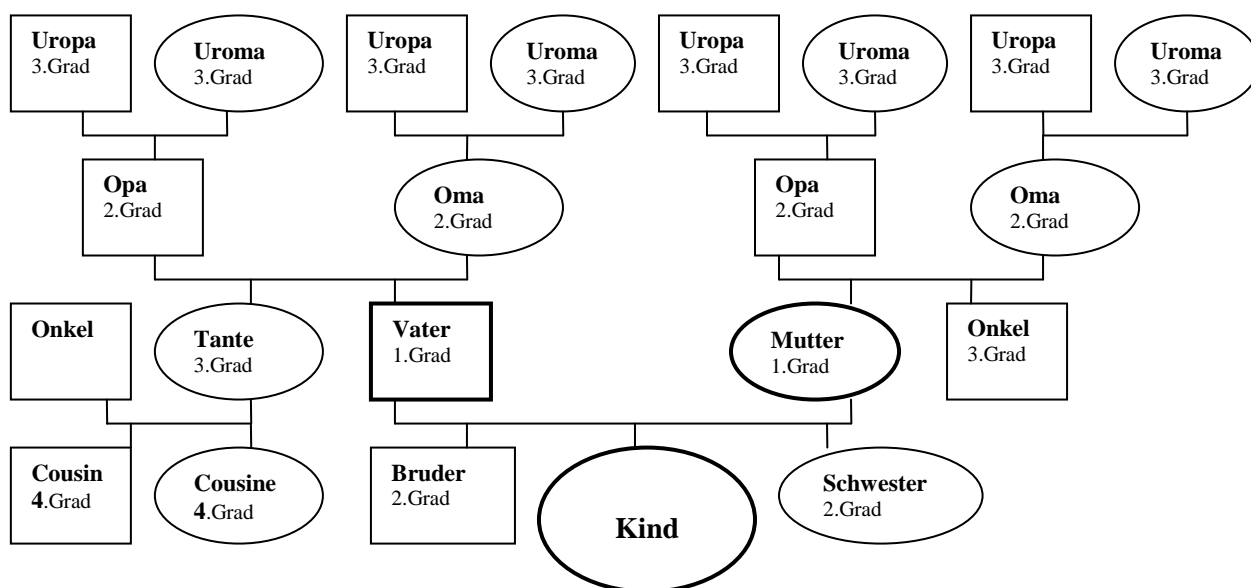 Uropa
3.Grad
Uroma
3.Grad
Uropa
3.Grad
Uroma
3.Grad
Uropa
3.Grad
Uroma
3.Grad
Uropa
3.Grad
Uroma
3.Grad
Opa
2.Grad
Oma
2.Grad
Opa
2.Grad
Oma
2.Grad
Onkel
Tante
3.Grad
Vater
1.Grad
Mutter
1.Grad
Onkel
3.Grad
Cousin
4.Grad
Cousine
4.Grad
Bruder
2.Grad
Kind
Schwester
2.Grad